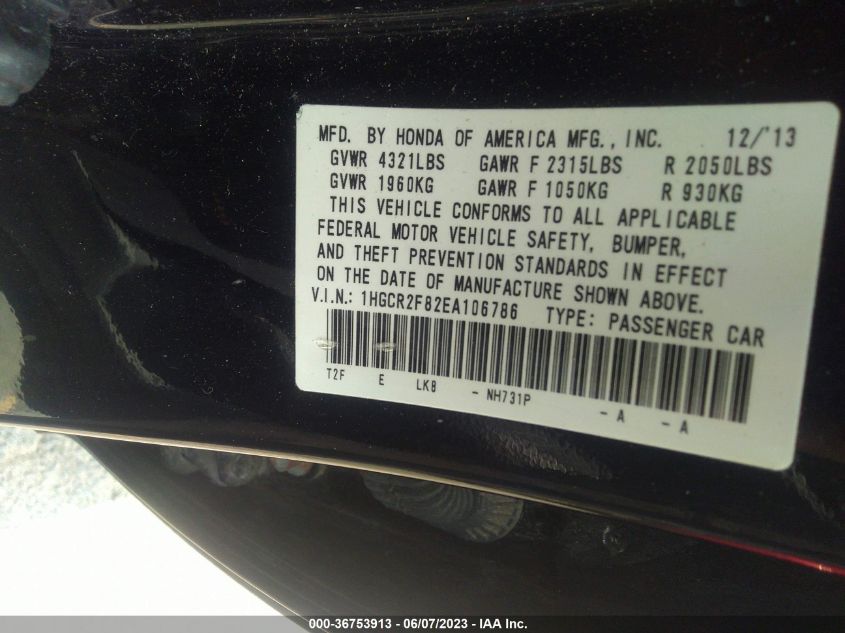 MFD. BY HONDA OF AMERICA MFG., INC. 12/'13
GVWR 4321LBS GAWR F 2315LBS R 2050LBS
GVWR 1960KG GAWR F 1050KG R 930KG
THIS VEHICLE CONFORMS TO ALL APPLICABLE
FEDERAL MOTOR VEHICLE SAFETY, BUMPER,
AND THEFT PREVENTION STANDARDS IN EFFECT
ON THE DATE OF MANUFACTURE SHOWN ABOVE.
V.I.N.: 1HGCR2F82EA106786 TYPE: PASSENGER CAR
T2F E LK8 - NH731P - A - A
000-36753913 - 06/07/2023 - IAA Inc.